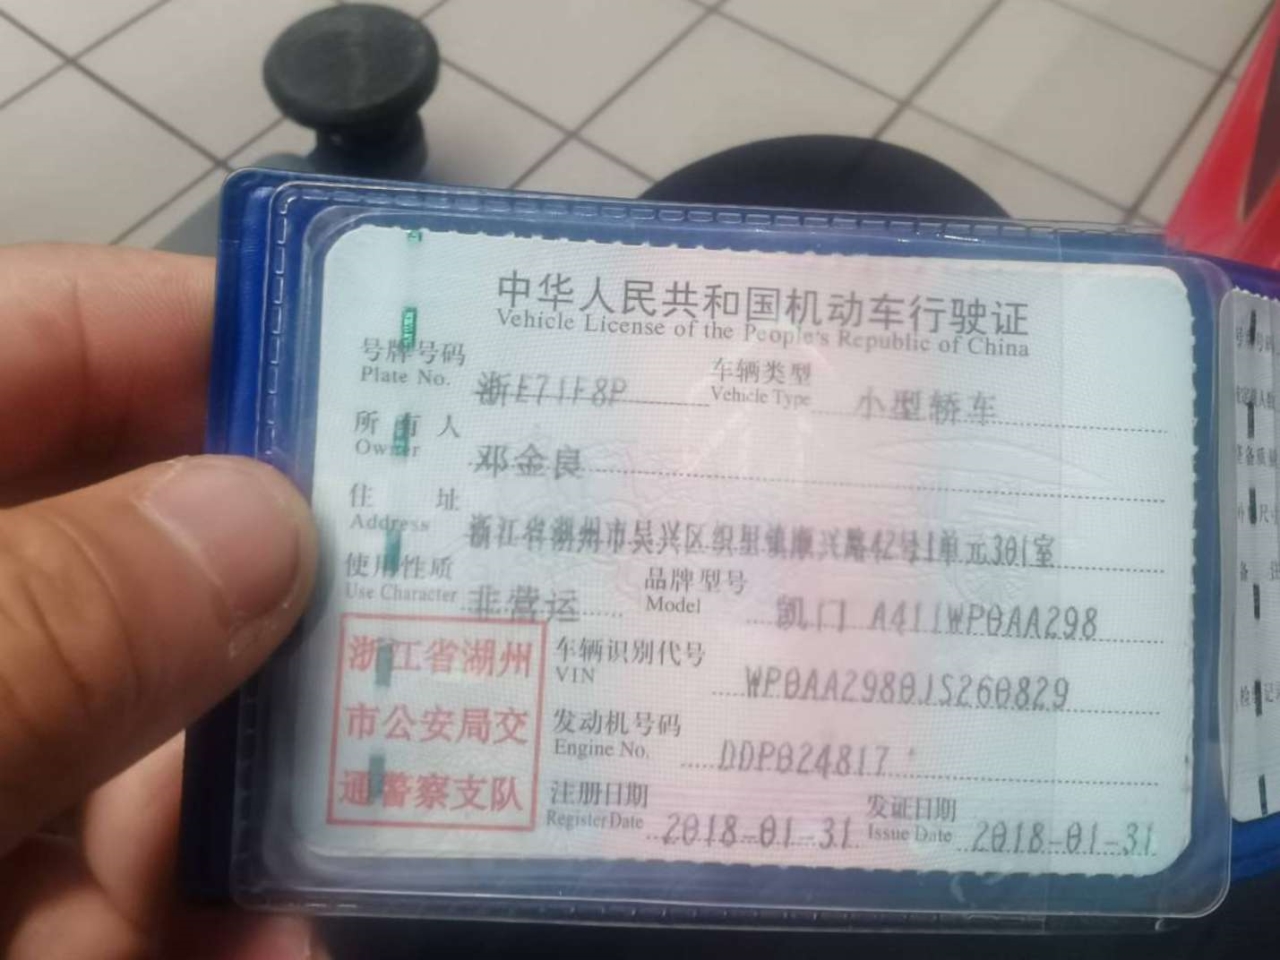 中华人民共和国机动车行驶证
Vehicle License of the People's Republic of China
号牌号码 浙E71F8P 车辆类型 小型轿车
Plate No. Vehicle Type
所有人 邓金良
Owner
住址 浙江省湖州市吴兴区织里镇顺兴路42号1单元301室
Address
使用性质 非营运 品牌型号 凯门 A411WP0AA298
Use Character Model
浙江省湖州
市公安局交
通警察支队
车辆识别代号 WP0AA2980JS260829
VIN
发动机号码 DDP024817
Engine No.
注册日期 2018-01-31 发证日期 2018-01-31
Register Date Issue Date